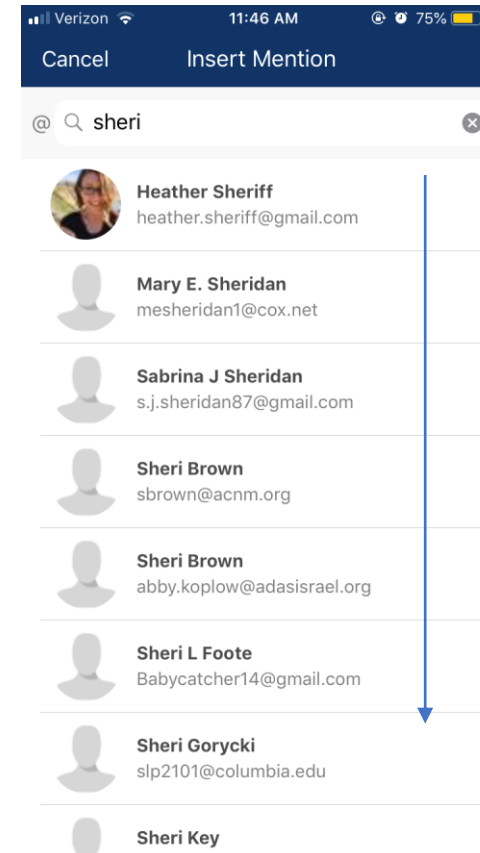 Verizon 11:46 AM 75%
Cancel Insert Mention
@ sheri
Heather Sheriff
heather.sheriff@gmail.com
Mary E. Sheridan
mesheridan1@cox.net
Sabrina J Sheridan
s.j.sheridan87@gmail.com
Sheri Brown
sbrown@acnm.org
Sheri Brown
abby.koplow@adasisrael.org
Sheri L Foote
Babycatcher14@gmail.com
Sheri Gorycki
slp2101@columbia.edu
Sheri Key